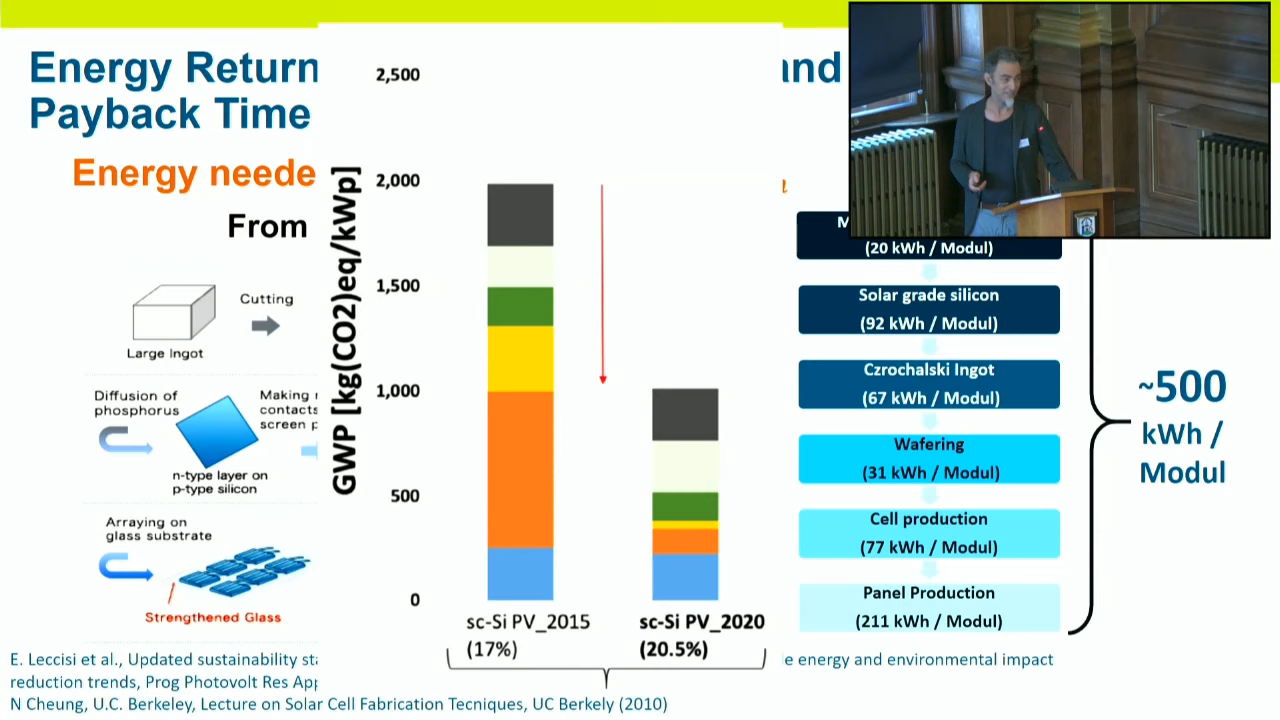 Energy Return
and
Payback Time
Energy neede
From
Large Ingot
Cutting
Diffusion of
phosphorus
Making
contacts
screen p
n-type layer on
p-type silicon
Arraying on
glass substrate
Strengthened Glass
GWP [kg(CO2)eq/kWp]
2,500
2,000
1,500
1,000
500
0
sc-Si PV_2015
(17%)
sc-Si PV_2020
(20.5%)
(20 kWh / Modul)
Solar grade silicon
(92 kWh / Modul)
Czrochalski Ingot
(67 kWh / Modul)
Wafering
(31 kWh / Modul)
Cell production
(77 kWh / Modul)
Panel Production
(211 kWh / Modul)
~500
kWh /
Modul
E. Leccisi et al., Updated sustainability sta
e energy and environmental impact
reduction trends, Prog Photovolt Res App
N Cheung, U.C. Berkeley, Lecture on Solar Cell Fabrication Tecniques, UC Berkely (2010)